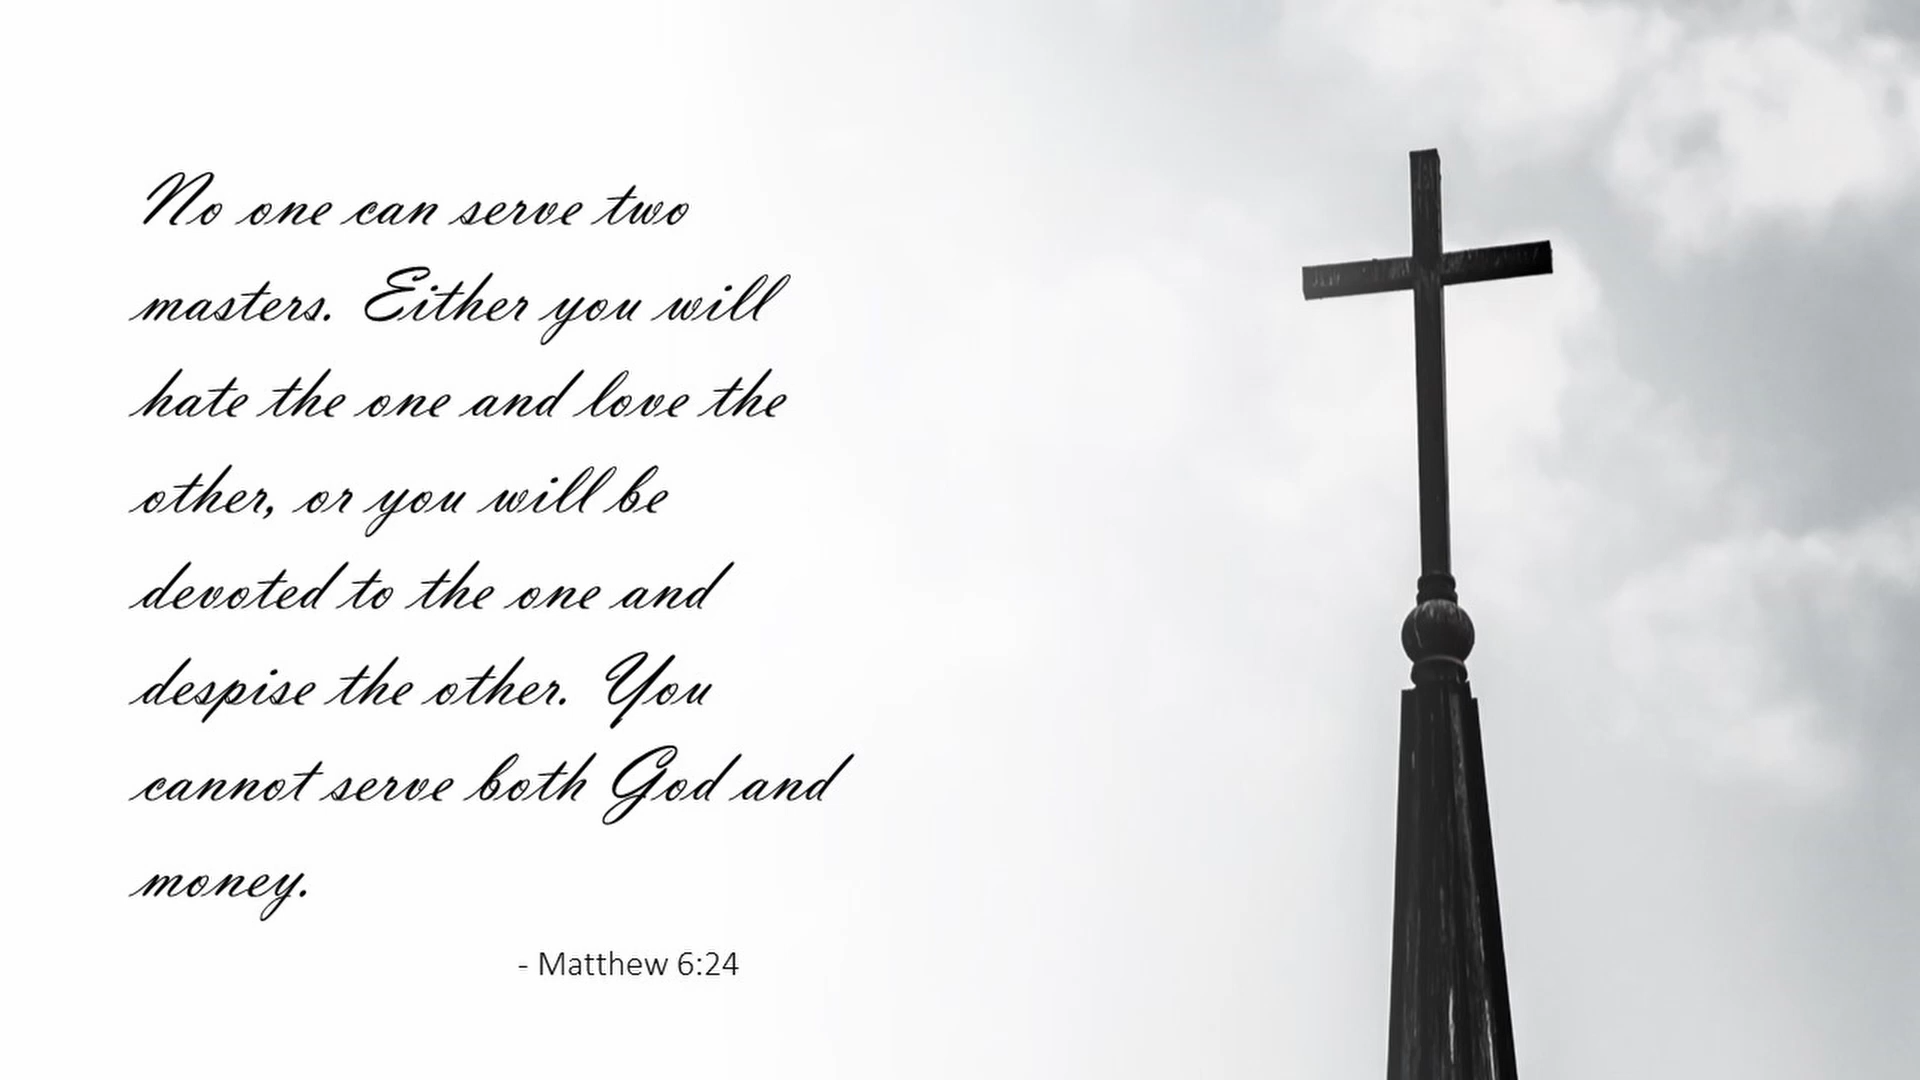 No one can serve two
masters. Either you will
hate the one and love the
other, or you will be
devoted to the one and
despise the other. You
cannot serve both God and
money.
- Matthew 6:24